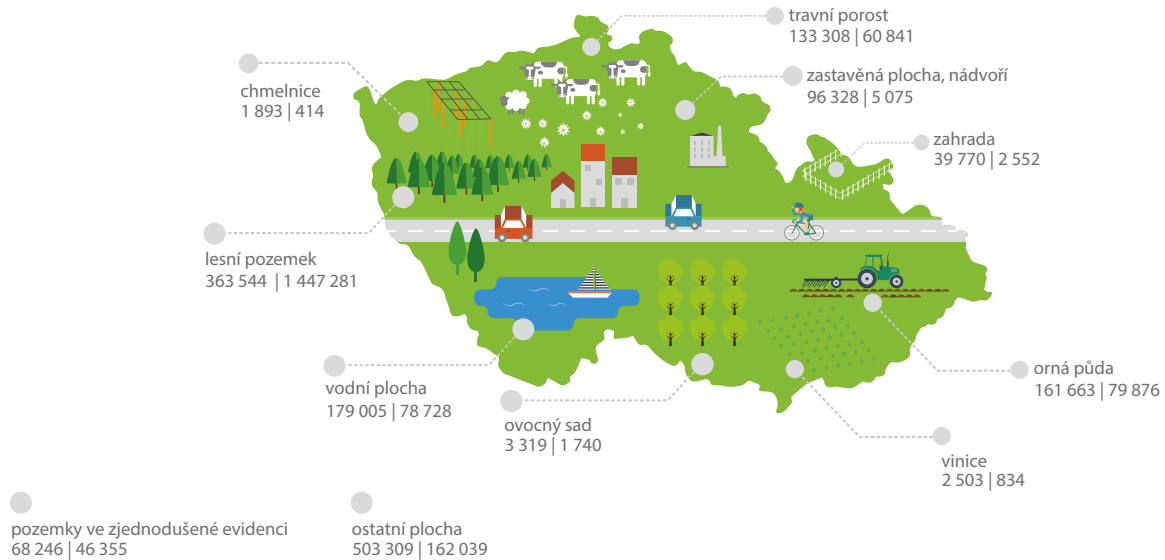 travní porost
133 308 | 60 841
zastavěná plocha, nádvoří
96 328 | 5 075
chmelnice
1 893 | 414
zahrada
39 770 | 2 552
lesní pozemek
363 544 | 1 447 281
orná půda
161 663 | 79 876
vodní plocha
179 005 | 78 728
ovocný sad
3 319 | 1 740
vinice
2 503 | 834
pozemky ve zjednodušené evidenci
68 246 | 46 355
ostatní plocha
503 309 | 162 039